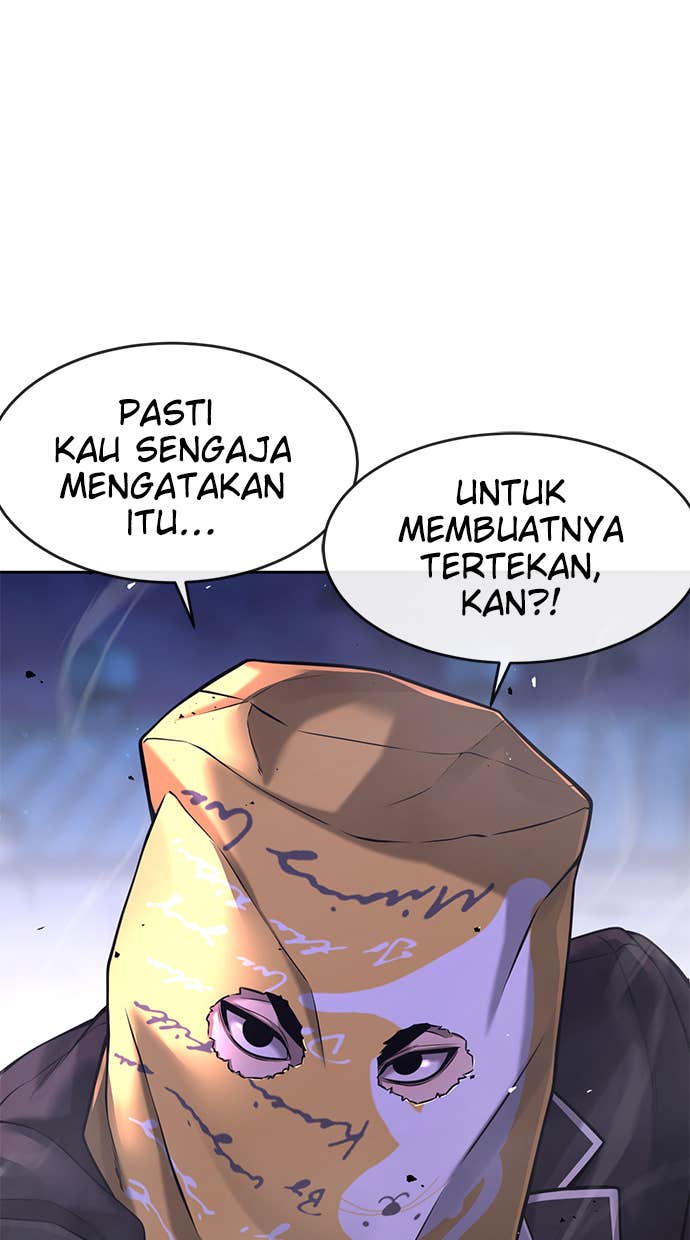 PASTI
KAU SENGAJA
MENGATAKAN
ITU...
UNTUK
MEMBUATNYA
TERTEKAN,
KAN?!